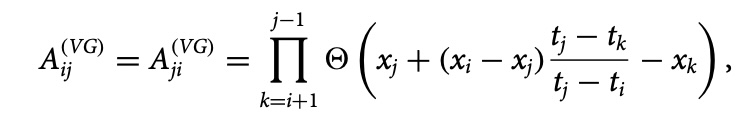 $$A_{ij}^{(VG)} = A_{ji}^{(VG)} = \prod_{k=i+1}^{j-1} \Theta \left( x_j + (x_i - x_j) \frac{t_j - t_k}{t_j - t_i} - x_k \right),$$